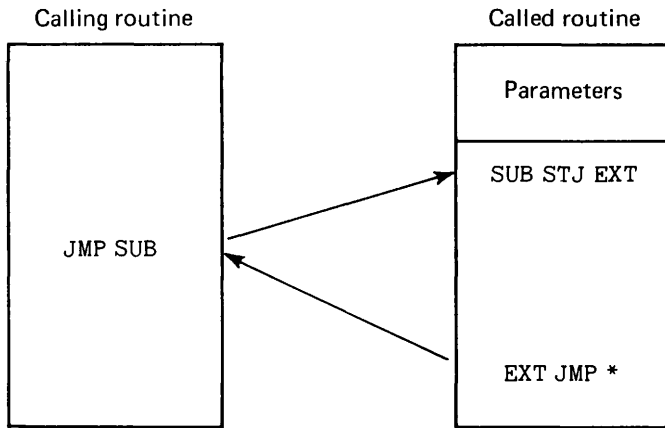 Calling routine
Called routine
Parameters
SUB STJ EXT
JMP SUB
EXT JMP *